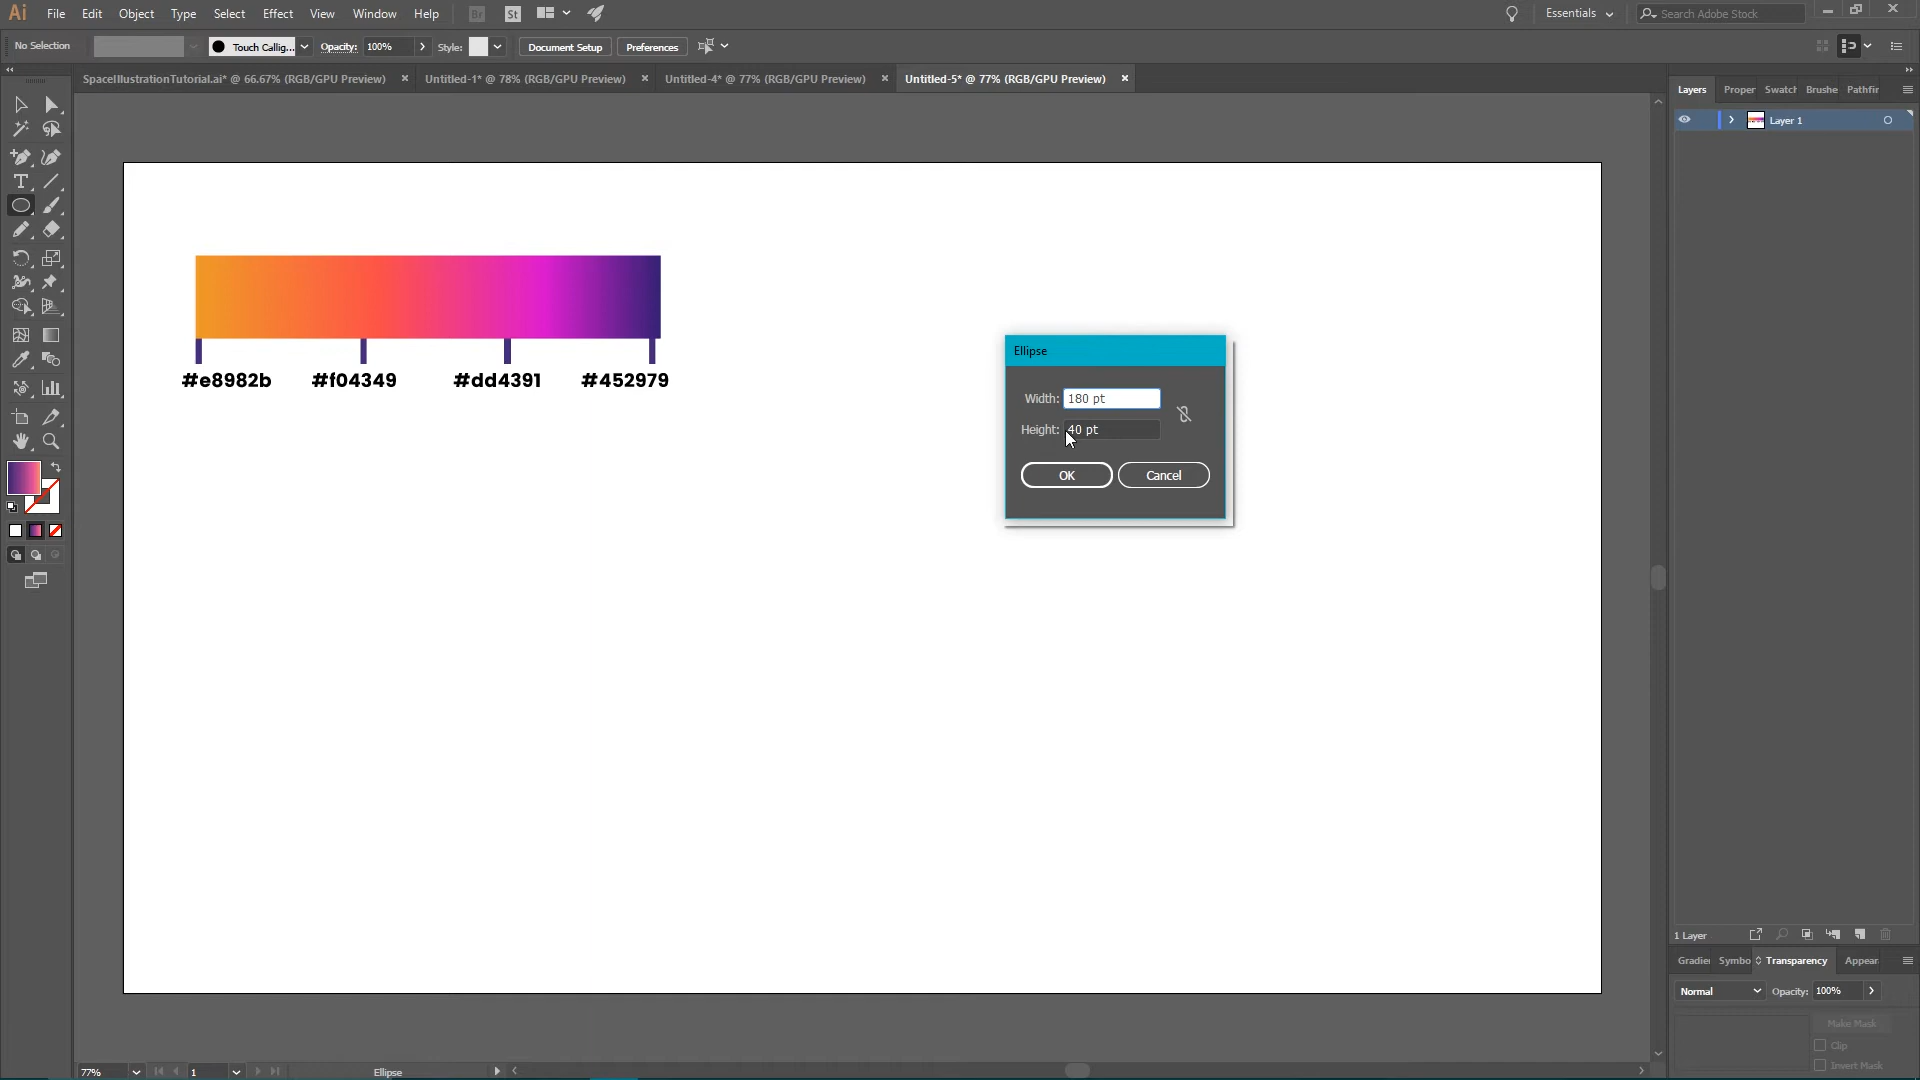 Ai File Edit Object Type Select Effect View Window Help Br St Essentials Search Adobe Stock
No Selection Touch Callig... Opacity: 100% Style: Document Setup Preferences
SpaceIllustrationTutorial.ai* @ 66.67% (RGB/GPU Preview) Untitled-1* @ 78% (RGB/GPU Preview) Untitled-4* @ 77% (RGB/GPU Preview) Untitled-5* @ 77% (RGB/GPU Preview)
Layers Proper Swatch Brushe Pathfir
Layer 1
Ellipse
Width: 180 pt
Height: 40 pt
OK Cancel
#e8982b #f04349 #dd4391 #452979
1 Layer
Gradie Symbo Transparency Appear
Normal Opacity: 100%
Make Mask
Clip
Invert Mask
77% 1 Ellipse